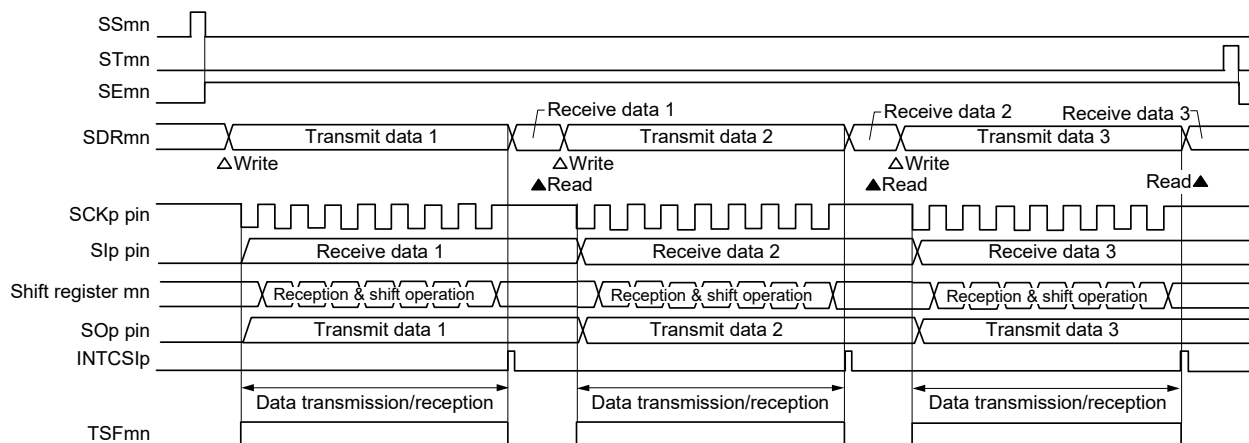 SSmn
STmn
SEmn
Receive data 1 Receive data 2 Receive data 3
SDRmn Transmit data 1 Transmit data 2 Transmit data 3
△Write △Write △Write
▲Read ▲Read Read▲
SCKp pin
SIp pin Receive data 1 Receive data 2 Receive data 3
Shift register mn Reception & shift operation Reception & shift operation Reception & shift operation
SOp pin Transmit data 1 Transmit data 2 Transmit data 3
INTCSIp
Data transmission/reception Data transmission/reception Data transmission/reception
TSFmn